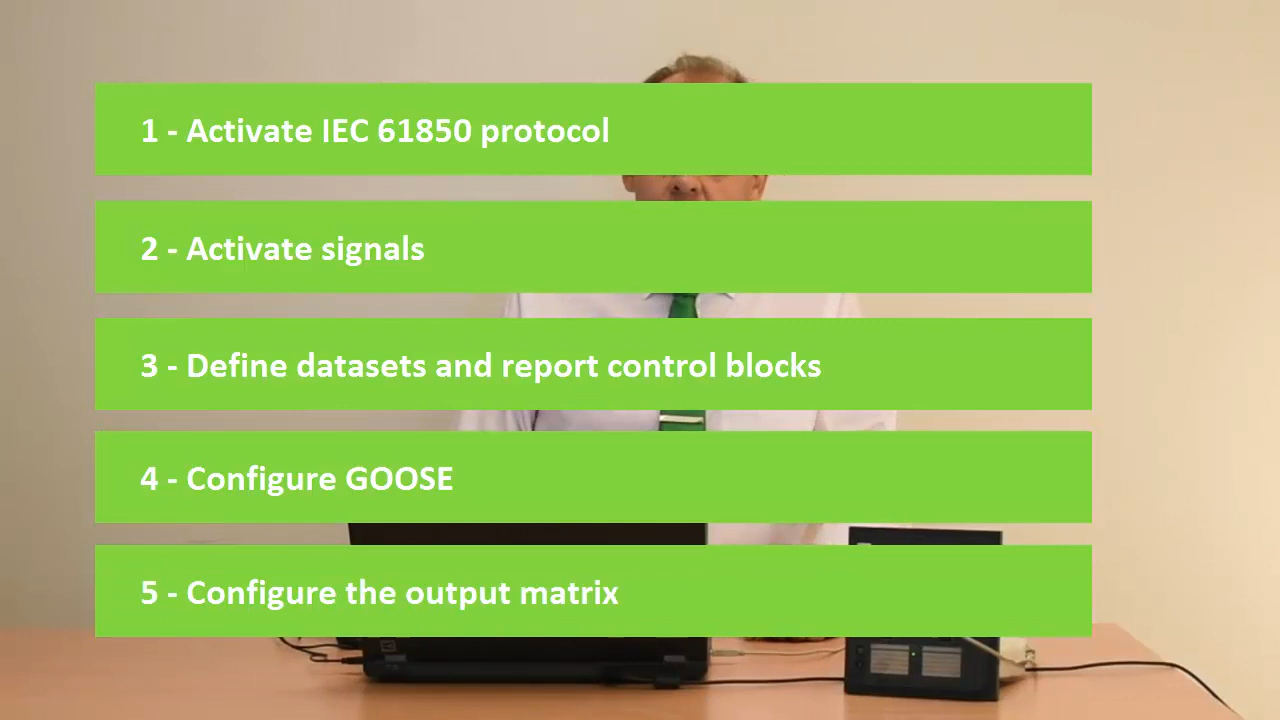 1 - Activate IEC 61850 protocol
2 - Activate signals
3 - Define datasets and report control blocks
4 - Configure GOOSE
5 - Configure the output matrix